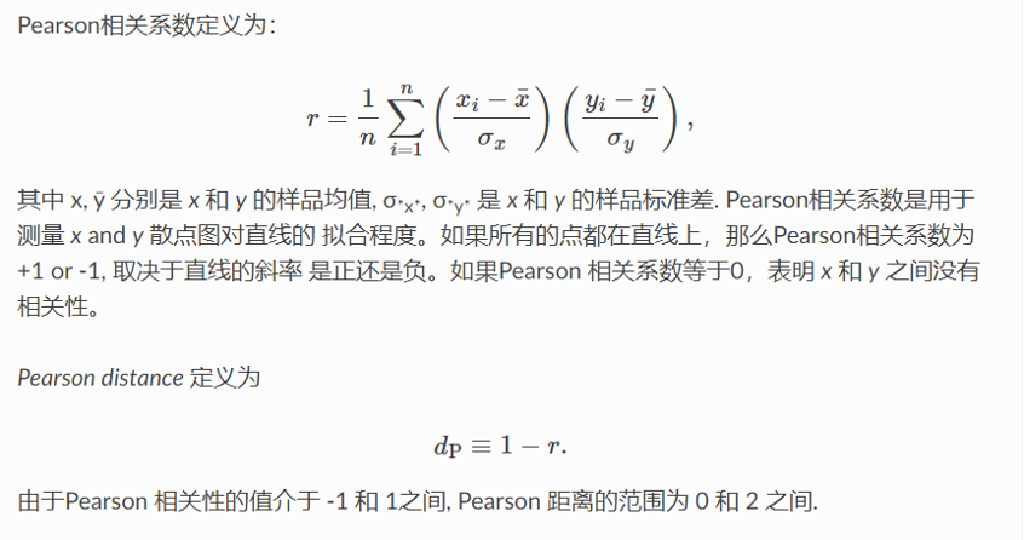 Pearson相关系数定义为：
r = \frac{1}{n} \sum_{i=1}^{n} \left( \frac{x_i - \bar{x}}{\sigma_x} \right) \left( \frac{y_i - \bar{y}}{\sigma_y} \right),
其中 x, ȳ 分别是 x 和 y 的样品均值, σ*x*, σ*y* 是 x 和 y 的样品标准差. Pearson相关系数是用于
测量 x and y 散点图对直线的 拟合程度。如果所有的点都在直线上，那么Pearson相关系数为
+1 or -1, 取决于直线的斜率 是正还是负。如果Pearson 相关系数等于0，表明 x 和 y 之间没有
相关性。
Pearson distance 定义为
d_P ≡ 1 − r.
由于Pearson 相关性的值介于 -1 和 1之间, Pearson 距离的范围为 0 和 2 之间.